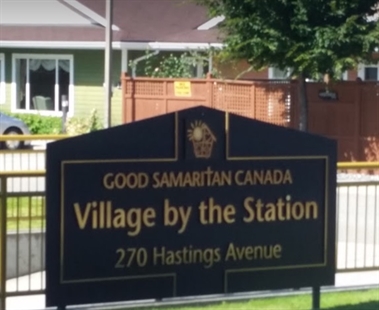 GOOD SAMARITAN CANADA
Village by the Station
270 Hastings Avenue